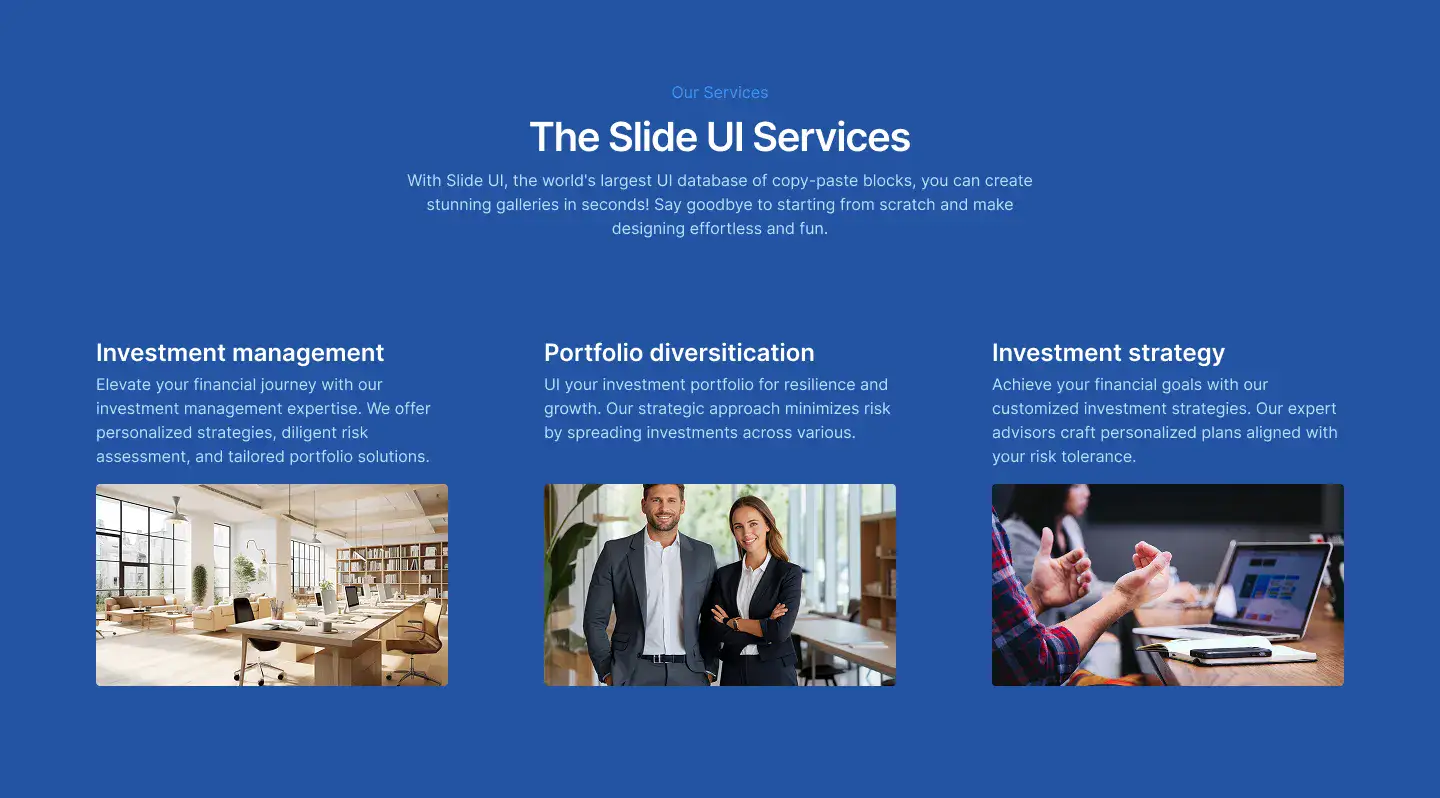 Our Services
The Slide UI Services
With Slide UI, the world's largest UI database of copy-paste blocks, you can create
stunning galleries in seconds! Say goodbye to starting from scratch and make
designing effortless and fun.
Investment management
Elevate your financial journey with our
investment management expertise. We offer
personalized strategies, diligent risk
assessment, and tailored portfolio solutions.
Portfolio diversitication
UI your investment portfolio for resilience and
growth. Our strategic approach minimizes risk
by spreading investments across various.
Investment strategy
Achieve your financial goals with our
customized investment strategies. Our expert
advisors craft personalized plans aligned with
your risk tolerance.